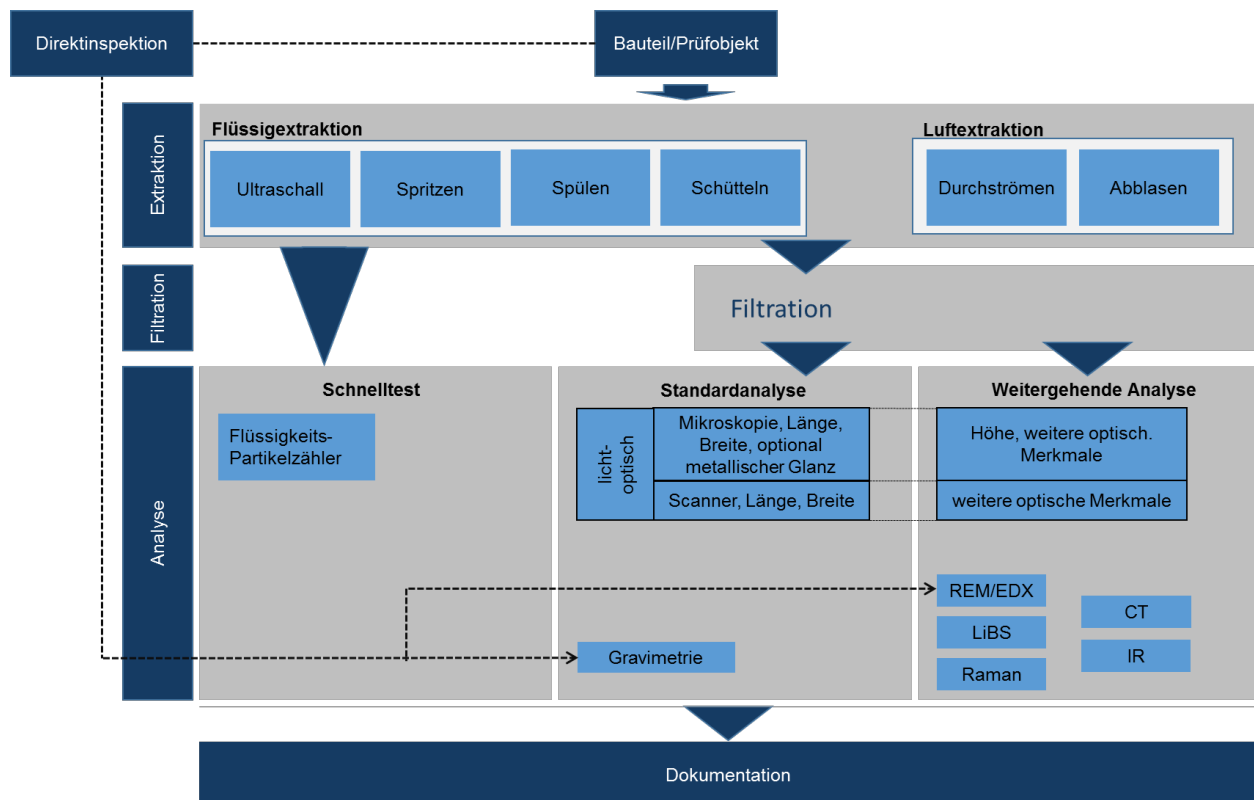 Direktinspektion
Bauteil/Prüfobjekt
Extraktion
Flüssigextraktion
Ultraschall
Spritzen
Spülen
Schütteln
Luftextraktion
Durchströmen
Abblasen
Filtration
Filtration
Analyse
Schnelltest
Flüssigkeits-
Partikelzähler
Standardanalyse
licht-
optisch
Mikroskopie, Länge,
Breite, optional
metallischer Glanz
Scanner, Länge, Breite
Gravimetrie
Weitergehende Analyse
Höhe, weitere optisch.
Merkmale
weitere optische Merkmale
REM/EDX
LiBS
Raman
CT
IR
Dokumentation